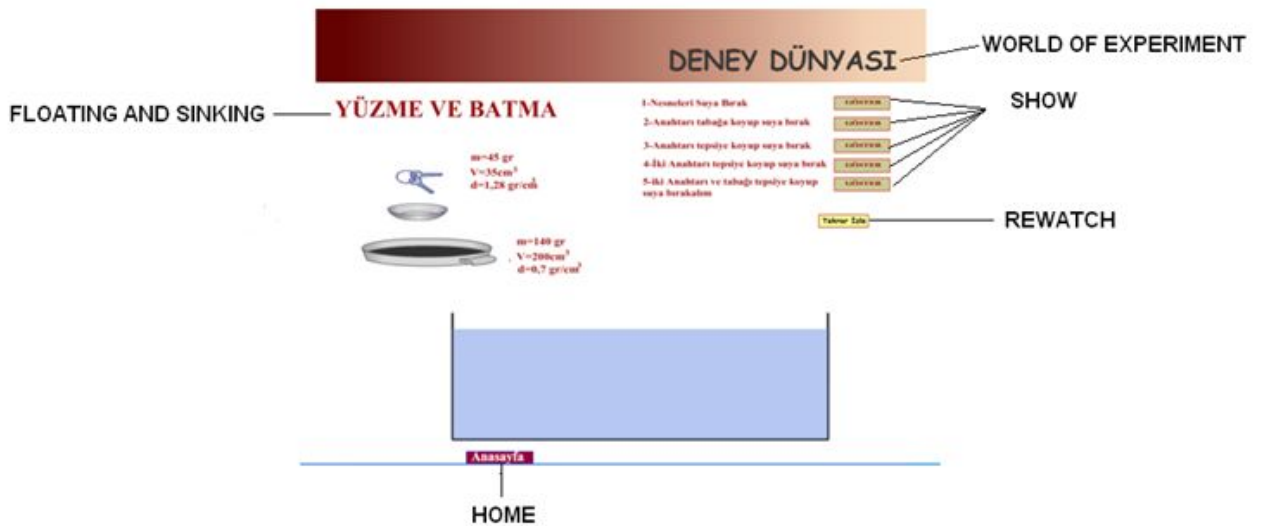 DENEY DÜNYASI
WORLD OF EXPERIMENT
FLOATING AND SINKING
YÜZME VE BATMA
1-Nesneleri Suya Bırak
SHOW
2-Anahtarı tabağa koyup suya bırak
3-Anahtarı tepsiye koyup suya bırak
4-İki Anahtarı tepsiye koyup suya bırak
5-iki Anahtarı ve tabağı tepsiye koyup
suya bırakalım
m=45 gr
V=35cm³
d=1,28 gr/cm³
Tekrar İzle
REWATCH
m=140 gr
V=200cm³
d=0,7 gr/cm³
Anasayfa
HOME